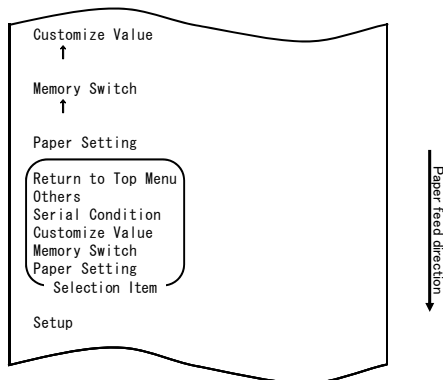 Customize Value
↑
Memory Switch
↑
Paper Setting
Return to Top Menu
Others
Serial Condition
Customize Value
Memory Switch
Paper Setting
Selection Item
Setup
Paper feed direction